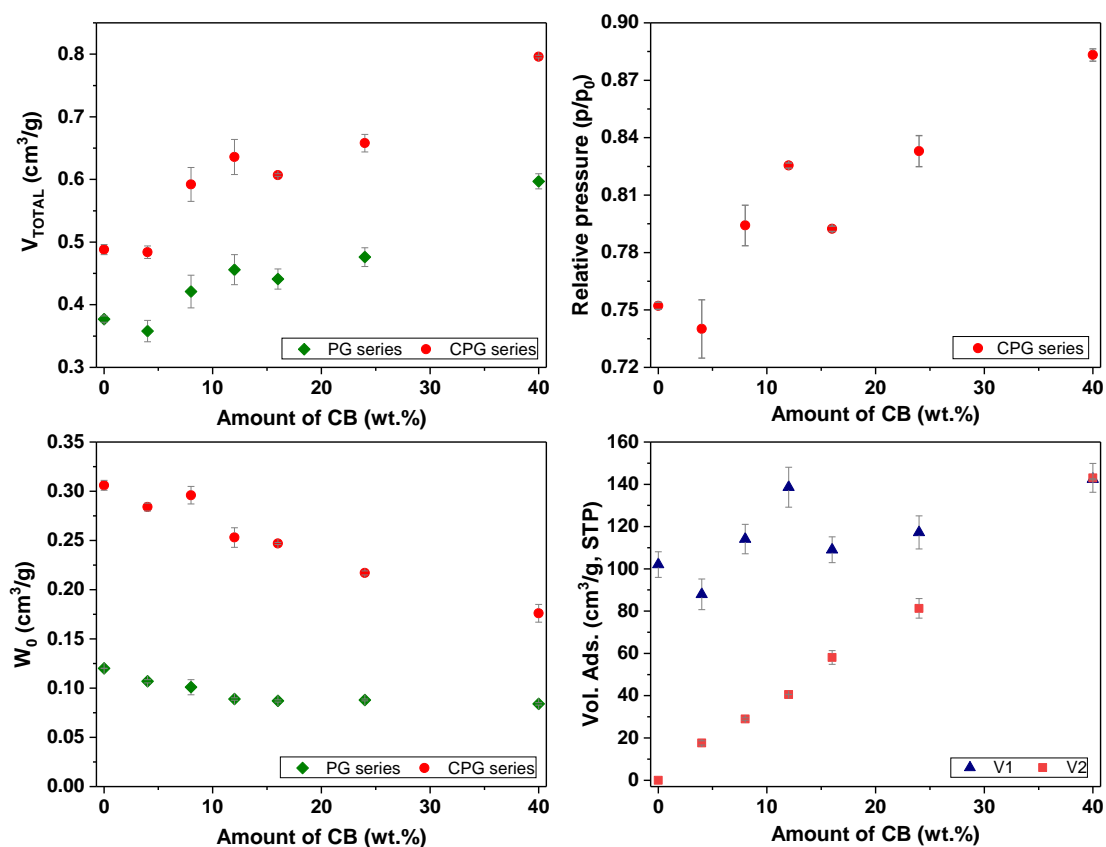 V_TOTAL (cm³/g)
0.8
0.7
0.6
0.5
0.4
0.3
PG series CPG series
0 10 20 30 40
Amount of CB (wt.%)
Relative pressure (p/p₀)
0.90
0.87
0.84
0.81
0.78
0.75
0.72
CPG series
0 10 20 30 40
Amount of CB (wt.%)
W₀ (cm³/g)
0.35
0.30
0.25
0.20
0.15
0.10
0.05
0.00
PG series CPG series
0 10 20 30 40
Amount of CB (wt.%)
Vol. Ads. (cm³/g, STP)
160
140
120
100
80
60
40
20
0
V1 V2
0 10 20 30 40
Amount of CB (wt.%)